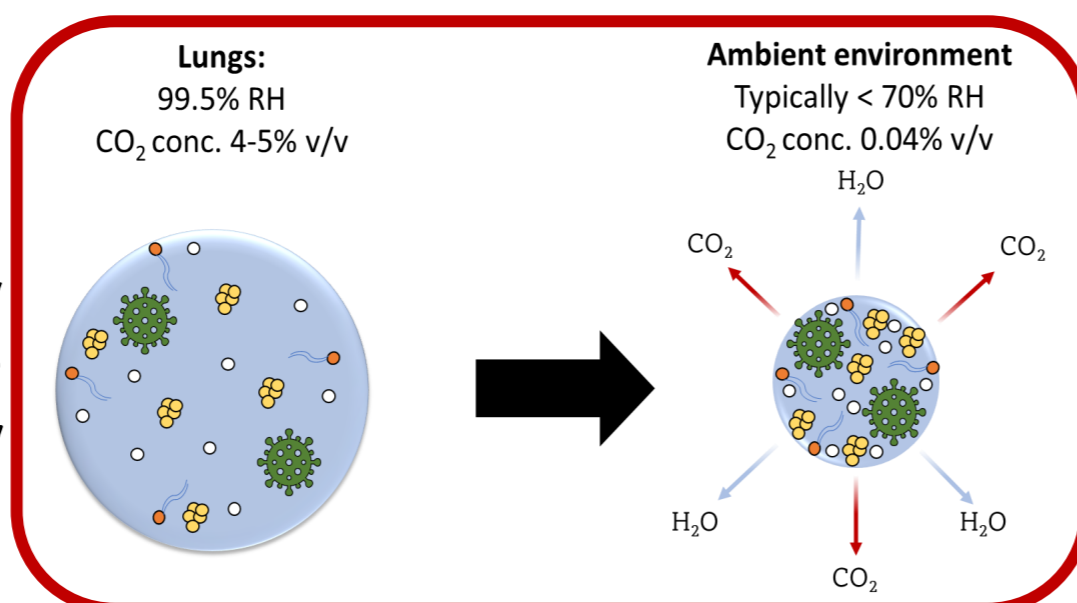 Lungs:
99.5% RH
CO₂ conc. 4-5% v/v
Ambient environment
Typically < 70% RH
CO₂ conc. 0.04% v/v
H₂O
CO₂
CO₂
H₂O
H₂O
CO₂